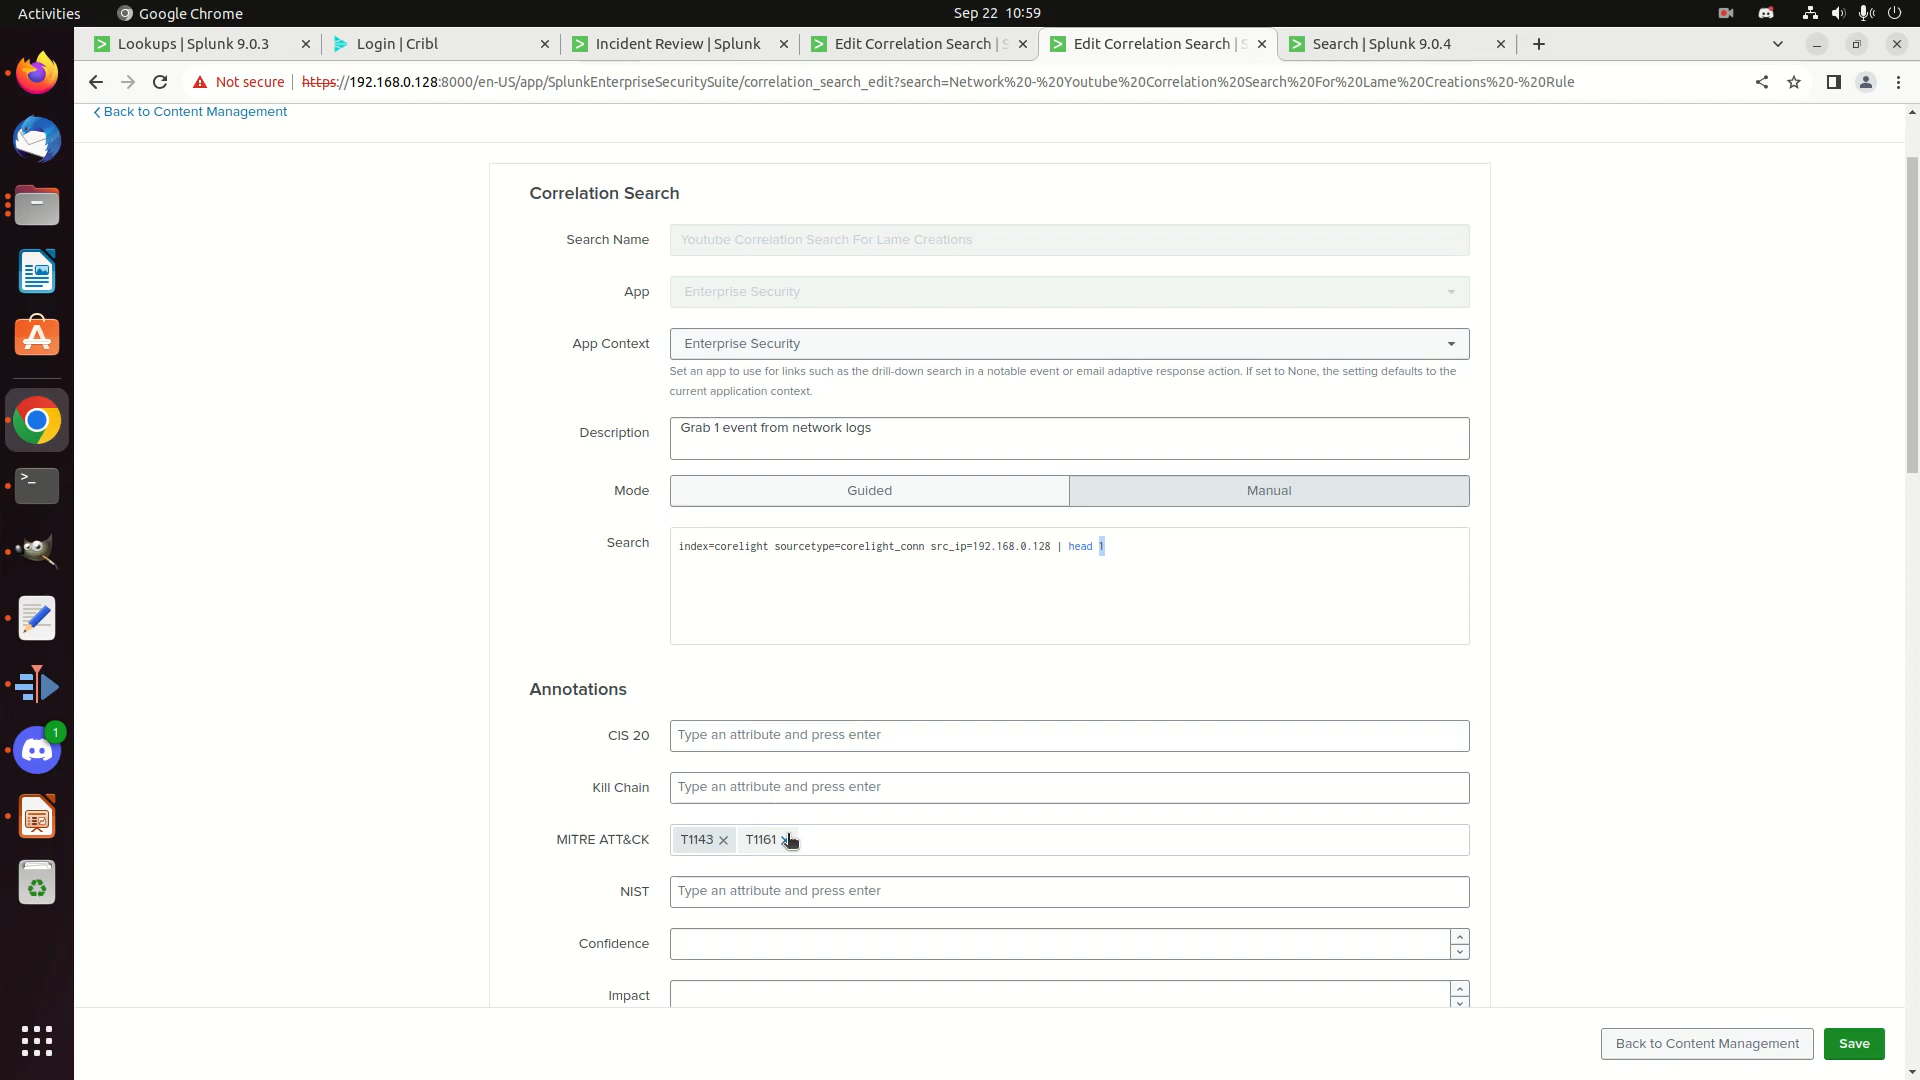 Activities
Google Chrome
Sep 22 10:59
Lookups | Splunk 9.0.3
Login | Cribl
Incident Review | Splunk
Edit Correlation Search |
Edit Correlation Search |
Search | Splunk 9.0.4
Not secure
https://192.168.0.128:8000/en-US/app/SplunkEnterpriseSecuritySuite/correlation_search_edit?search=Network%20-%20Youtube%20Correlation%20Search%20For%20Lame%20Creations%20-%20Rule
Back to Content Management
Correlation Search
Search Name
Youtube Correlation Search For Lame Creations
App
Enterprise Security
App Context
Enterprise Security
Set an app to use for links such as the drill-down search in a notable event or email adaptive response action. If set to None, the setting defaults to the
current application context.
Description
Grab 1 event from network logs
Mode
Guided
Manual
Search
index=corelight sourcetype=corelight_conn src_ip=192.168.0.128 | head 1
Annotations
CIS 20
Type an attribute and press enter
Kill Chain
Type an attribute and press enter
MITRE ATT&CK
T1143
T1161
NIST
Type an attribute and press enter
Confidence
Impact
1
Back to Content Management
Save